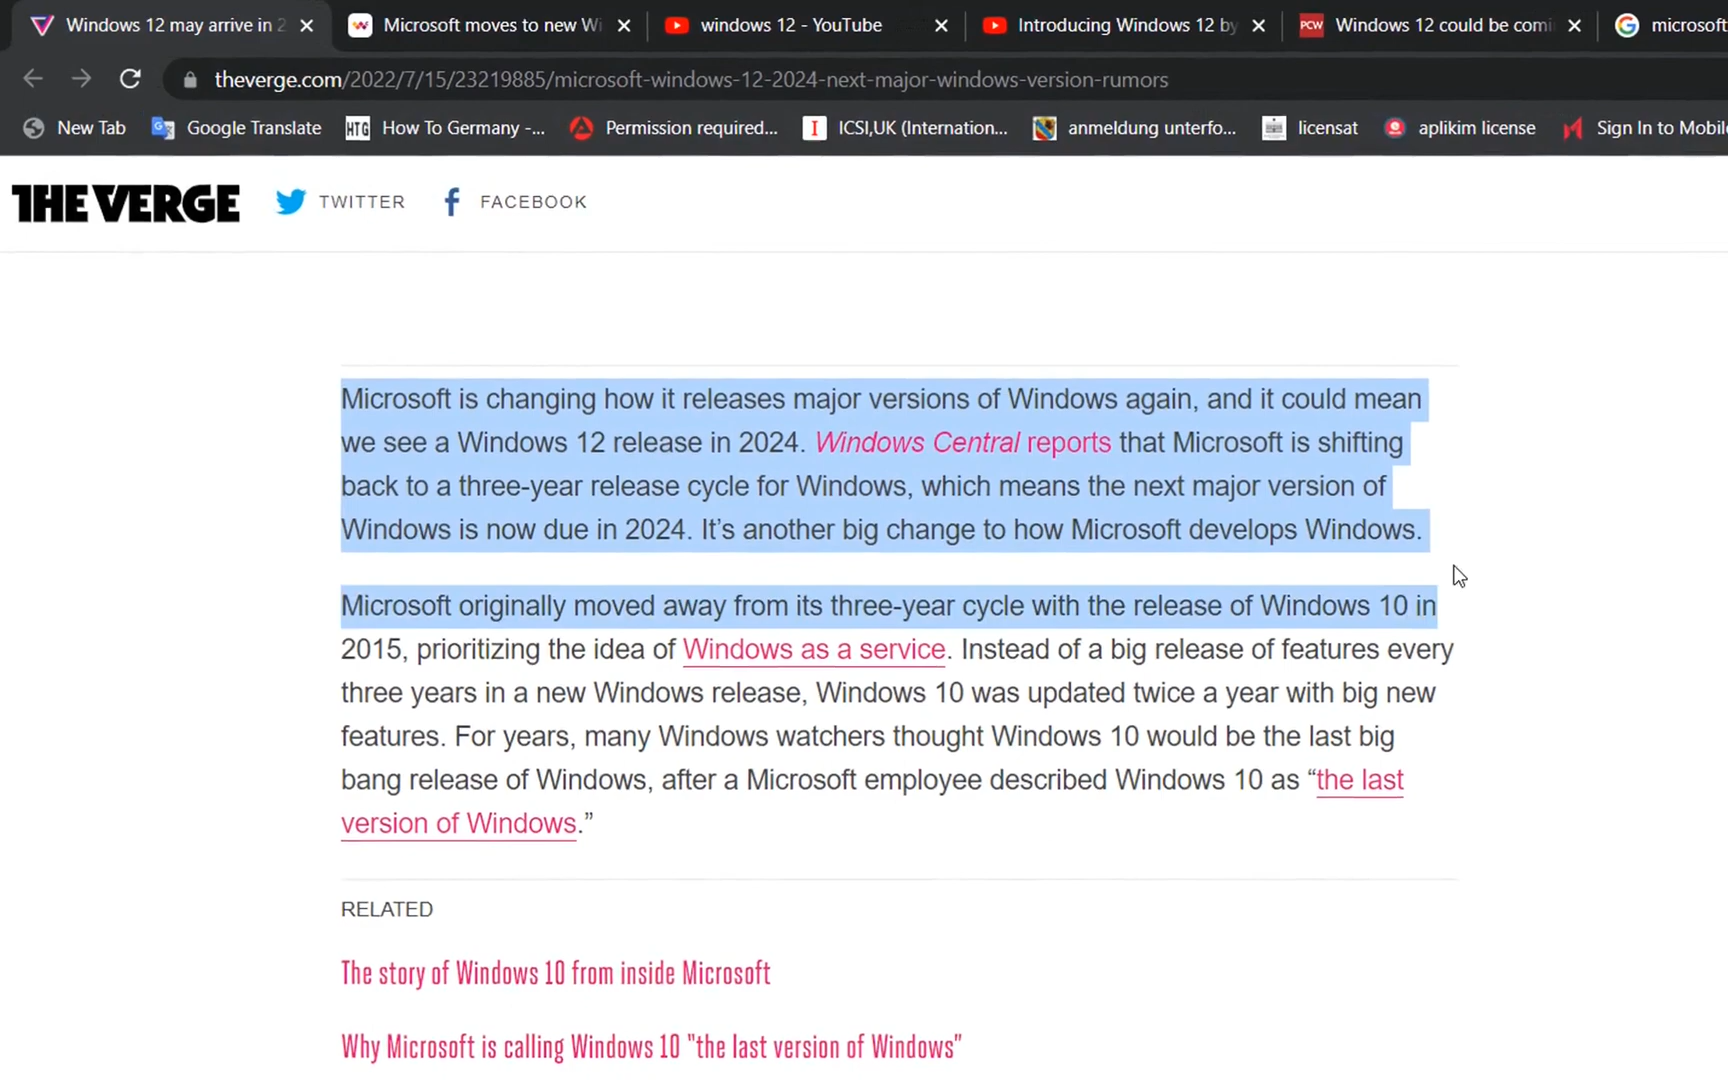 Windows 12 may arrive in 2
Microsoft moves to new Wi
windows 12 - YouTube
Introducing Windows 12 by
PCW
Windows 12 could be comi
microsoft
theverge.com/2022/7/15/23219885/microsoft-windows-12-2024-next-major-windows-version-rumors
New Tab
Google Translate
HTG
How To Germany -...
Permission required...
I
ICSI,UK (Internation...
anmeldung unterfo...
licensat
aplikim license
Sign In to Mobil
THE VERGE
TWITTER
FACEBOOK
Microsoft is changing how it releases major versions of Windows again, and it could mean
we see a Windows 12 release in 2024. Windows Central reports that Microsoft is shifting
back to a three-year release cycle for Windows, which means the next major version of
Windows is now due in 2024. It’s another big change to how Microsoft develops Windows.
Microsoft originally moved away from its three-year cycle with the release of Windows 10 in
2015, prioritizing the idea of Windows as a service. Instead of a big release of features every
three years in a new Windows release, Windows 10 was updated twice a year with big new
features. For years, many Windows watchers thought Windows 10 would be the last big
bang release of Windows, after a Microsoft employee described Windows 10 as “the last
version of Windows.”
RELATED
The story of Windows 10 from inside Microsoft
Why Microsoft is calling Windows 10 "the last version of Windows"